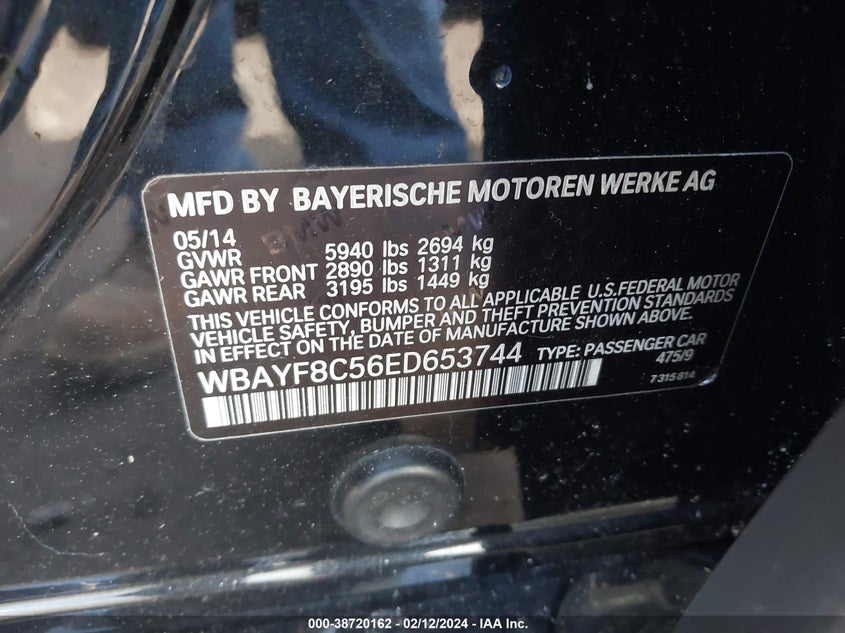 MFD BY BAYERISCHE MOTOREN WERKE AG
05/14
GVWR 5940 lbs 2694 kg
GAWR FRONT 2890 lbs 1311 kg
GAWR REAR 3195 lbs 1449 kg
THIS VEHICLE CONFORMS TO ALL APPLICABLE U.S.FEDERAL MOTOR
VEHICLE SAFETY, BUMPER AND THEFT PREVENTION STANDARDS
IN EFFECT ON THE DATE OF MANUFACTURE SHOWN ABOVE.
WBAYF8C56ED653744 TYPE: PASSENGER CAR
475/9
7 315 814
000-38720162 - 02/12/2024 - IAA Inc.